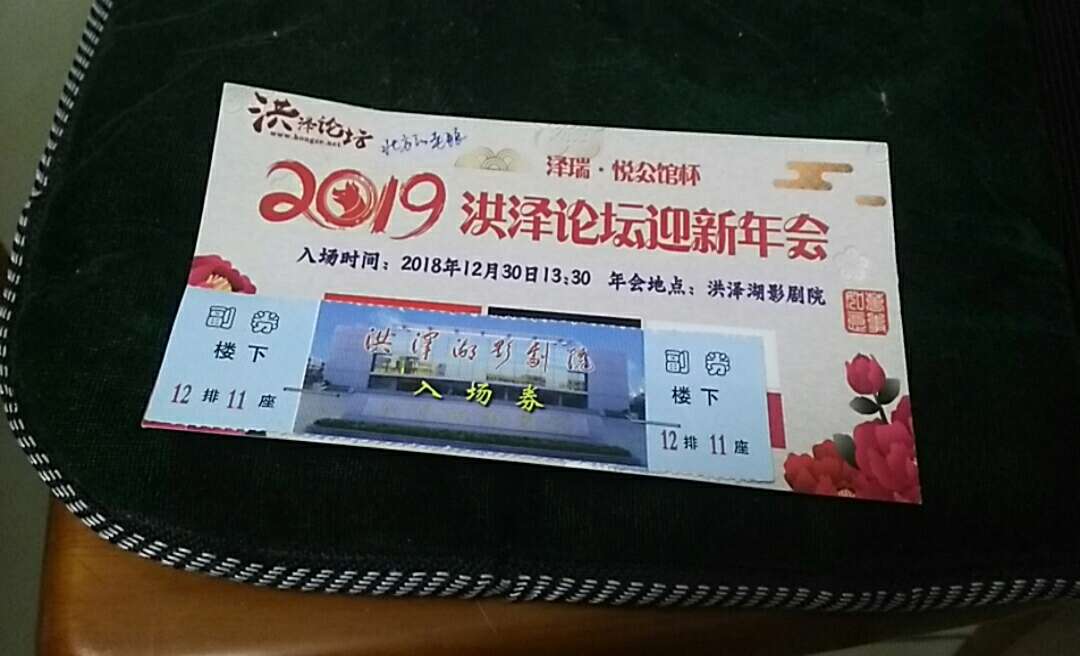 洪泽论坛
www.hongze.net
泽瑞·悦公馆杯
2019 洪泽论坛迎新年会
入场时间：2018年12月30日13:30 年会地点：洪泽湖影剧院
副券
楼下
12排11座
洪泽湖影剧院
入场券
副券
楼下
12排11座